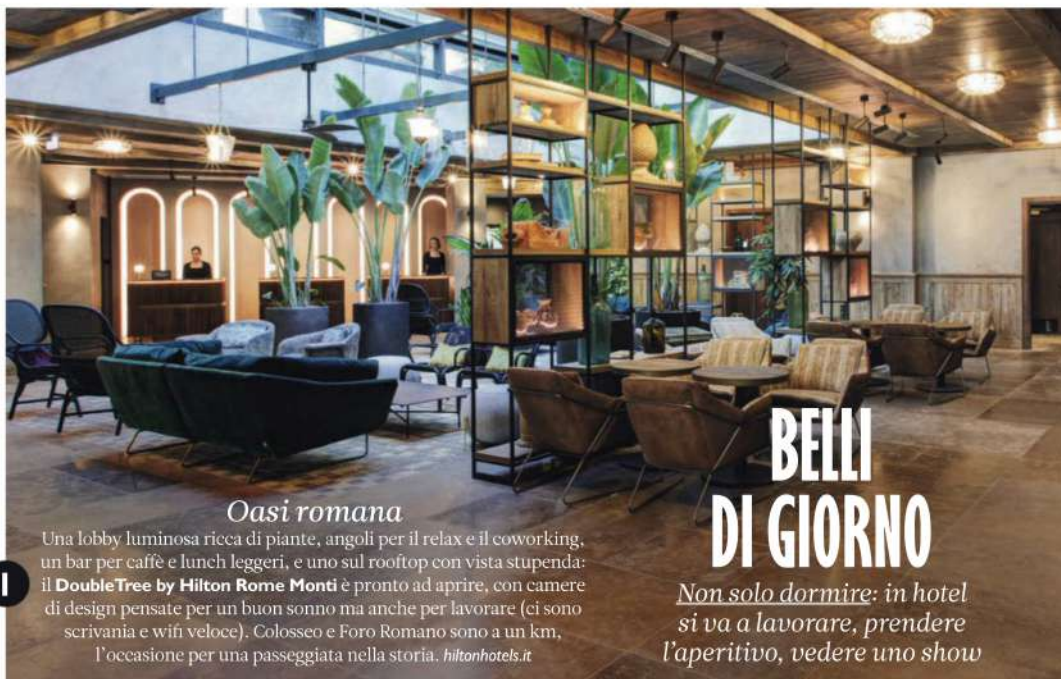 BELLI
DI GIORNO
Non solo dormire: in hotel
si va a lavorare, prendere
l'aperitivo, vedere uno show
1
Oasi romana
Una lobby luminosa ricca di piante, angoli per il relax e il coworking,
un bar per caffè e lunch leggeri, e uno sul rooftop con vista stupenda:
il DoubleTree by Hilton Rome Monti è pronto ad aprire, con camere
di design pensate per un buon sonno ma anche per lavorare (ci sono
scrivania e wifi veloce). Colosseo e Foro Romano sono a un km,
l'occasione per una passeggiata nella storia. hiltonhotels.it